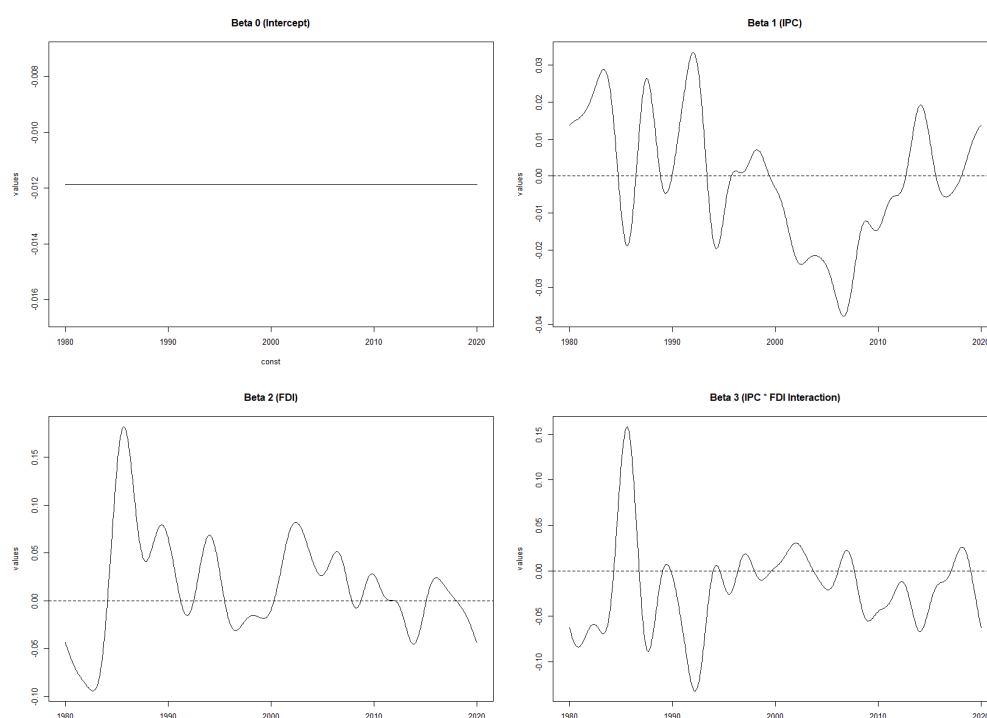 Beta 0 (Intercept)
values
-0.008
-0.010
-0.012
-0.014
-0.016
1980 1990 2000 2010 2020
const
Beta 1 (IPC)
values
0.03
0.02
0.01
0.00
-0.01
-0.02
-0.03
-0.04
1980 1990 2000 2010 2020
Beta 2 (FDI)
values
0.15
0.10
0.05
0.00
-0.05
-0.10
1980 1990 2000 2010 2020
Beta 3 (IPC * FDI Interaction)
values
0.15
0.10
0.05
0.00
-0.05
-0.10
1980 1990 2000 2010 2020